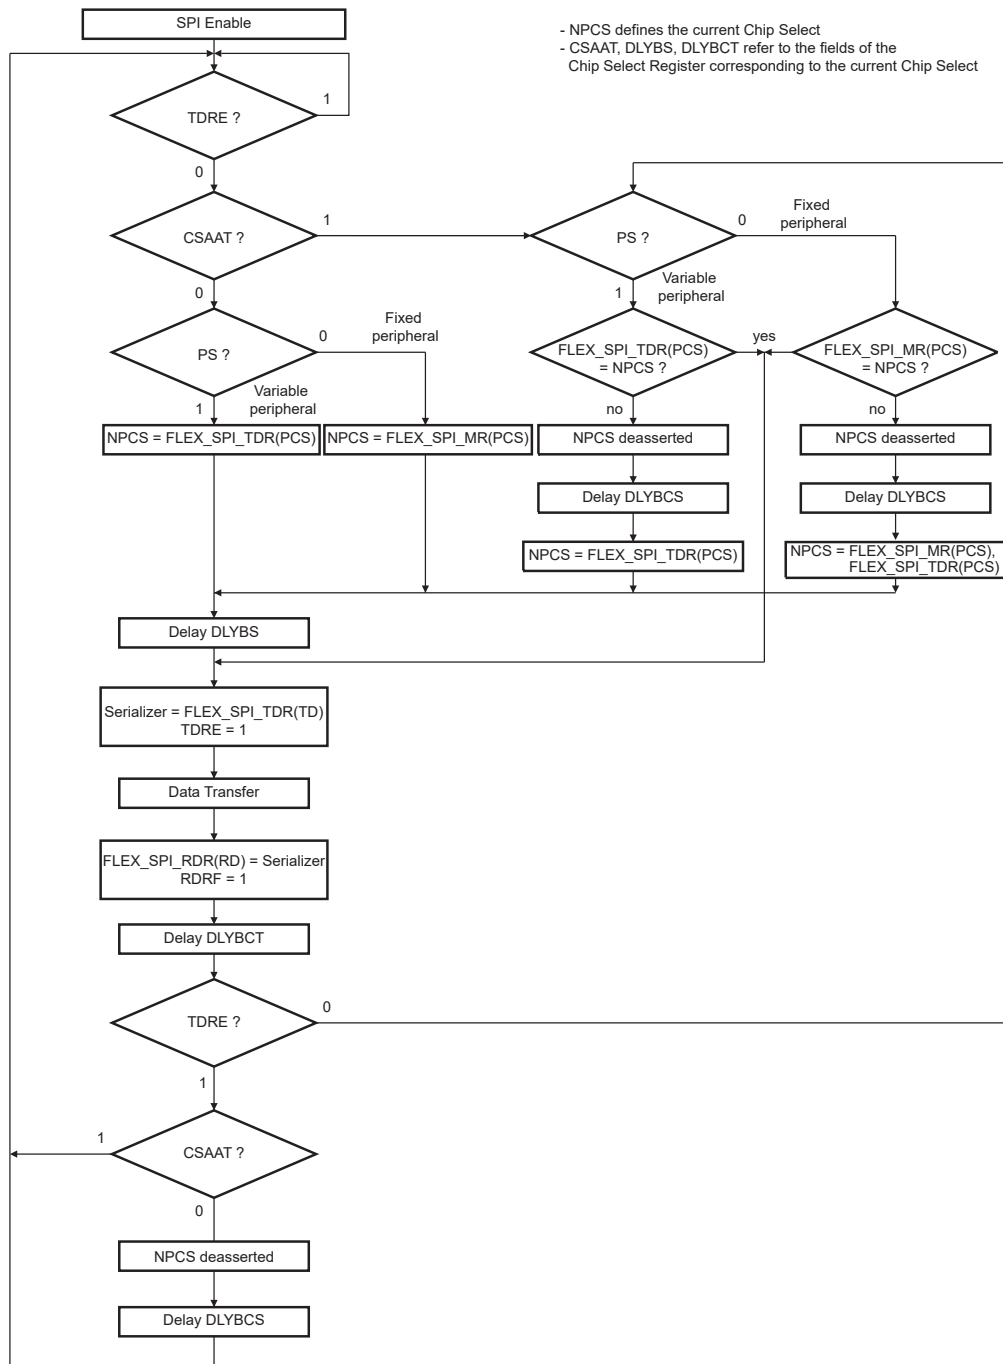 SPI Enable
- NPCS defines the current Chip Select
- CSAAT, DLYBS, DLYBCT refer to the fields of the
Chip Select Register corresponding to the current Chip Select
TDRE ?
1
0
CSAAT ?
1
0
PS ?
0
Fixed
peripheral
1
Variable
peripheral
PS ?
0
Fixed
peripheral
1
Variable
peripheral
FLEX_SPI_TDR(PCS)
= NPCS ?
yes
FLEX_SPI_MR(PCS)
= NPCS ?
no
no
NPCS = FLEX_SPI_TDR(PCS)
NPCS = FLEX_SPI_MR(PCS)
NPCS deasserted
NPCS deasserted
Delay DLYBCS
Delay DLYBCS
NPCS = FLEX_SPI_TDR(PCS)
NPCS = FLEX_SPI_MR(PCS),
FLEX_SPI_TDR(PCS)
Delay DLYBS
Serializer = FLEX_SPI_TDR(TD)
TDRE = 1
Data Transfer
FLEX_SPI_RDR(RD) = Serializer
RDRF = 1
Delay DLYBCT
TDRE ?
0
1
CSAAT ?
1
0
NPCS deasserted
Delay DLYBCS